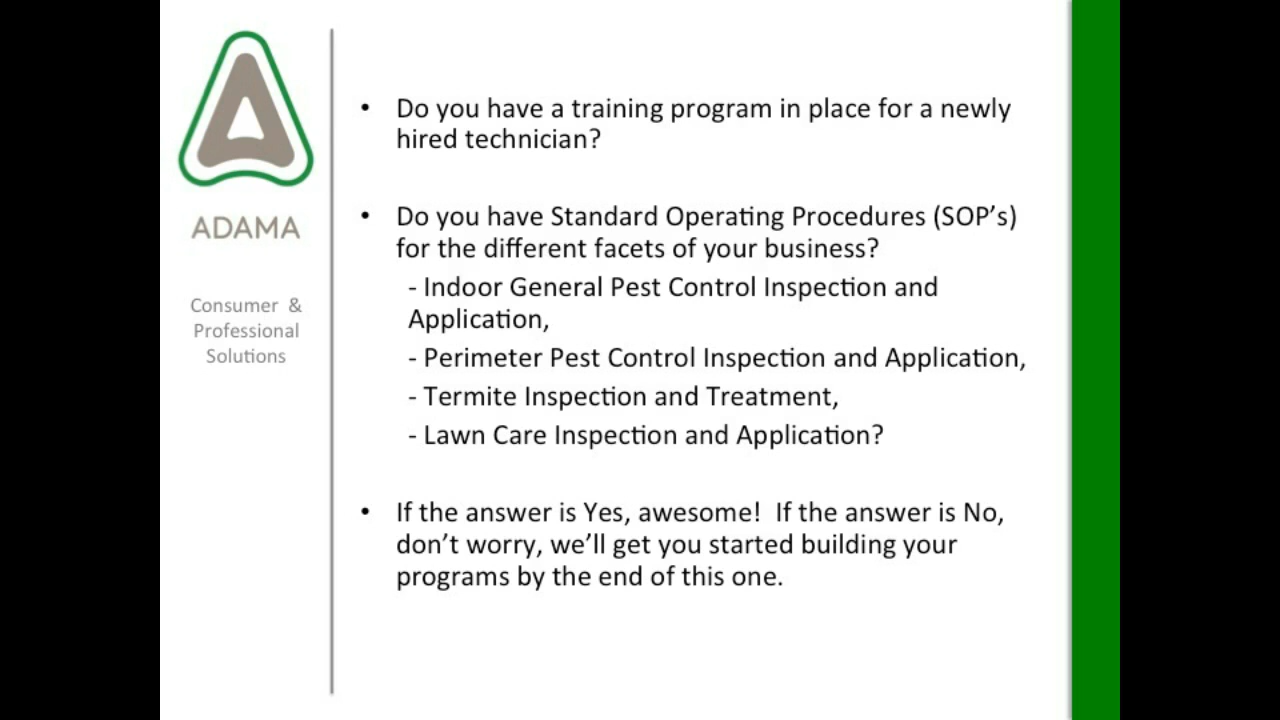 ADAMA
Consumer &
Professional
Solutions
• Do you have a training program in place for a newly
hired technician?
• Do you have Standard Operating Procedures (SOP’s)
for the different facets of your business?
- Indoor General Pest Control Inspection and
Application,
- Perimeter Pest Control Inspection and Application,
- Termite Inspection and Treatment,
- Lawn Care Inspection and Application?
• If the answer is Yes, awesome!  If the answer is No,
don’t worry, we’ll get you started building your
programs by the end of this one.